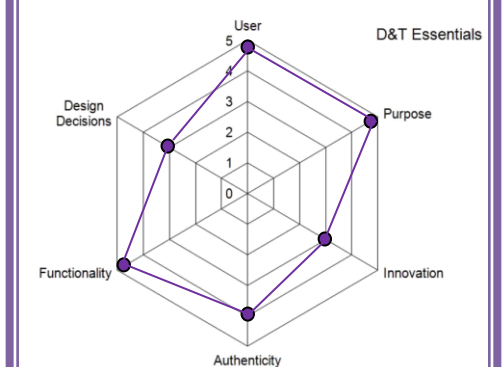 User
D&T Essentials
5
4
3
2
1
0
Purpose
Design
Decisions
Functionality
Innovation
Authenticity